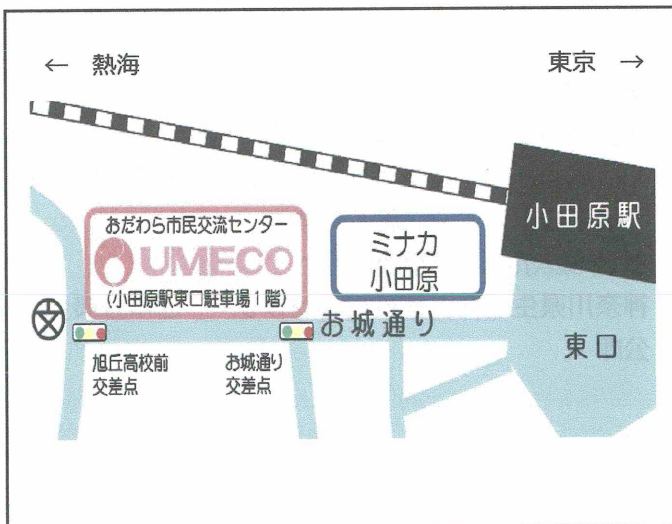 ← 熱海
東京 →
小田原駅
おだわら市民交流センター
UMECO
(小田原駅東口駐車場1階)
ミナカ
小田原
お城通り
東口
旭丘高校前
交差点
お城通り
交差点